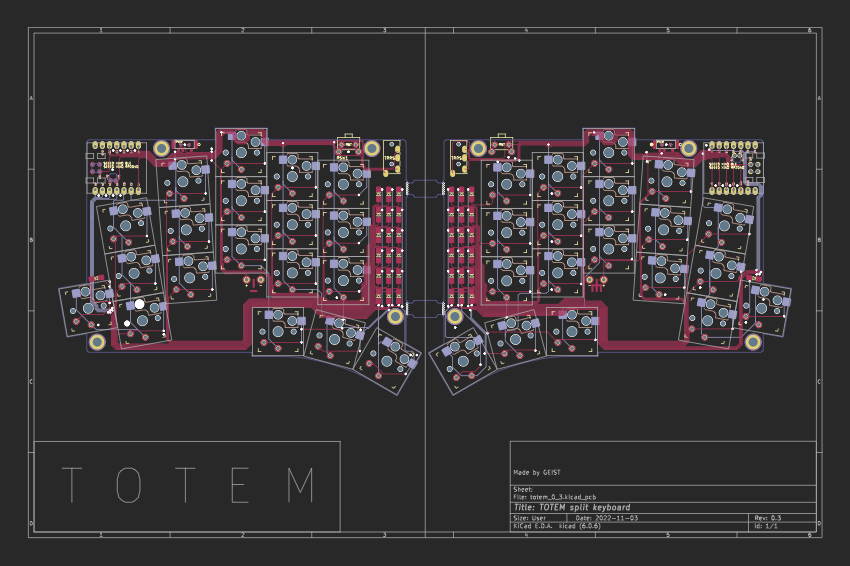 1 2 3 4 5 6
A A
B B
C C
TOTEM
Made by GEIST
Sheet:
File: totem_0_3.kicad_pcb
Title: TOTEM split keyboard
Size: User Date: 2022-11-03 Rev: 0.3
KiCad E.D.A. kicad (6.0.6) Id: 1/1
D D